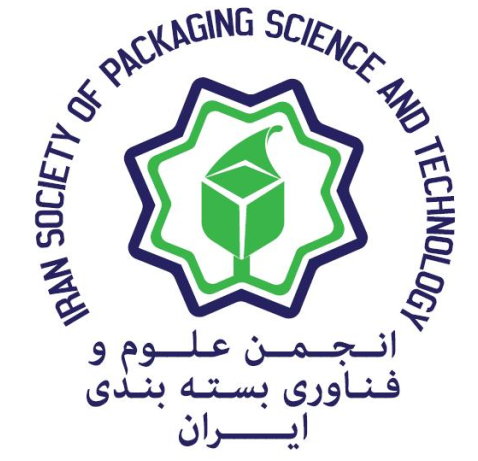 IRAN SOCIETY OF PACKAGING SCIENCE AND TECHNOLOGY
انجمن علوم و
فناوری بسته بندی
ایران